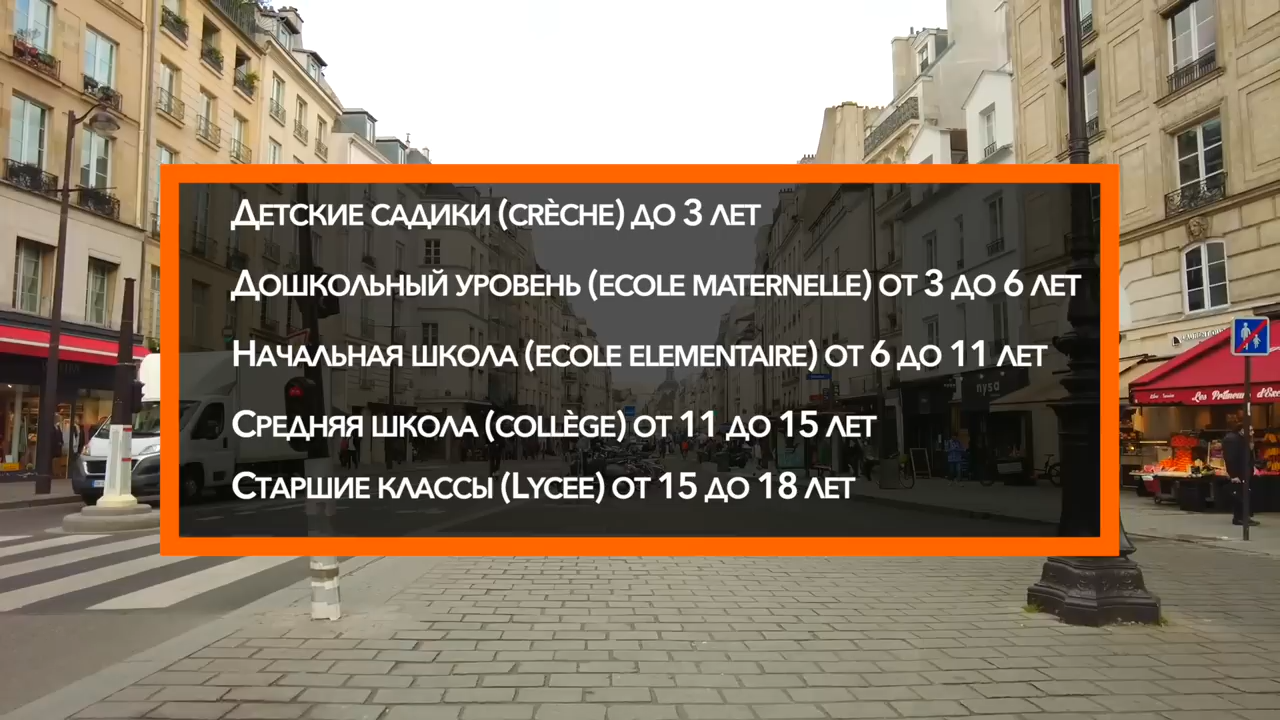 Детские садики (crèche) до 3 лет
Дошкольный уровень (ecole maternelle) от 3 до 6 лет
Начальная школа (ecole elementaire) от 6 до 11 лет
Средняя школа (collège) от 11 до 15 лет
Старшие классы (Lycee) от 15 до 18 лет
nysa